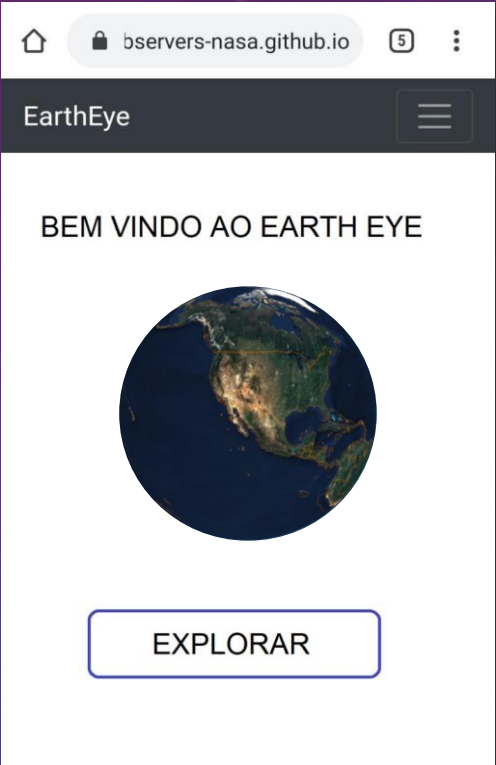 bservers-nasa.github.io
5
EarthEye
BEM VINDO AO EARTH EYE
EXPLORAR